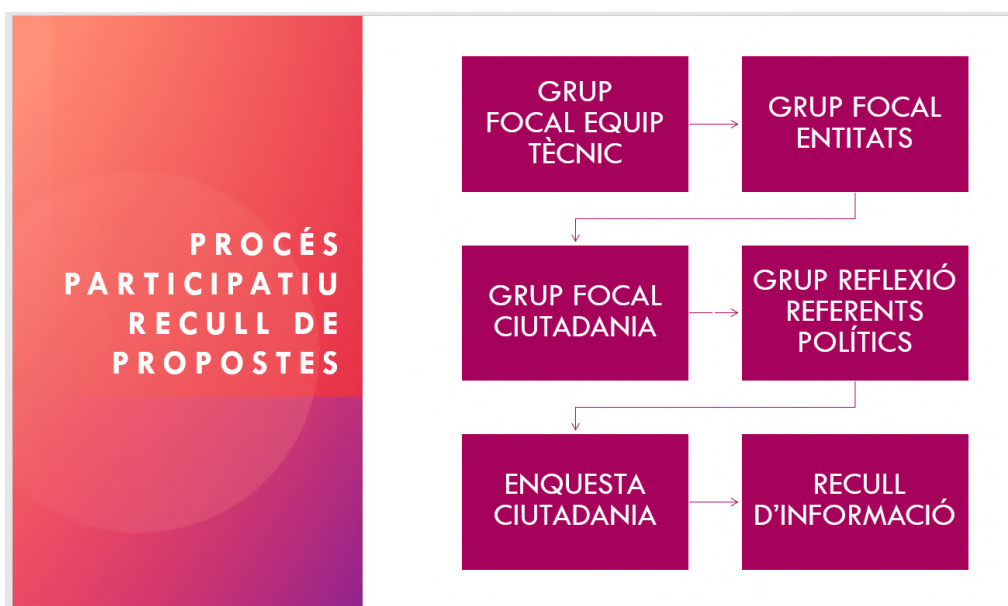 PROCÉS
PARTICIPATIU
RECULL DE
PROPOSTES
GRUP
FOCAL EQUIP
TÈCNIC
GRUP FOCAL
ENTITATS
GRUP FOCAL
CIUTADANIA
GRUP REFLEXIÓ
REFERENTS
POLÍTICS
ENQUESTA
CIUTADANIA
RECULL
D’INFORMACIÓ